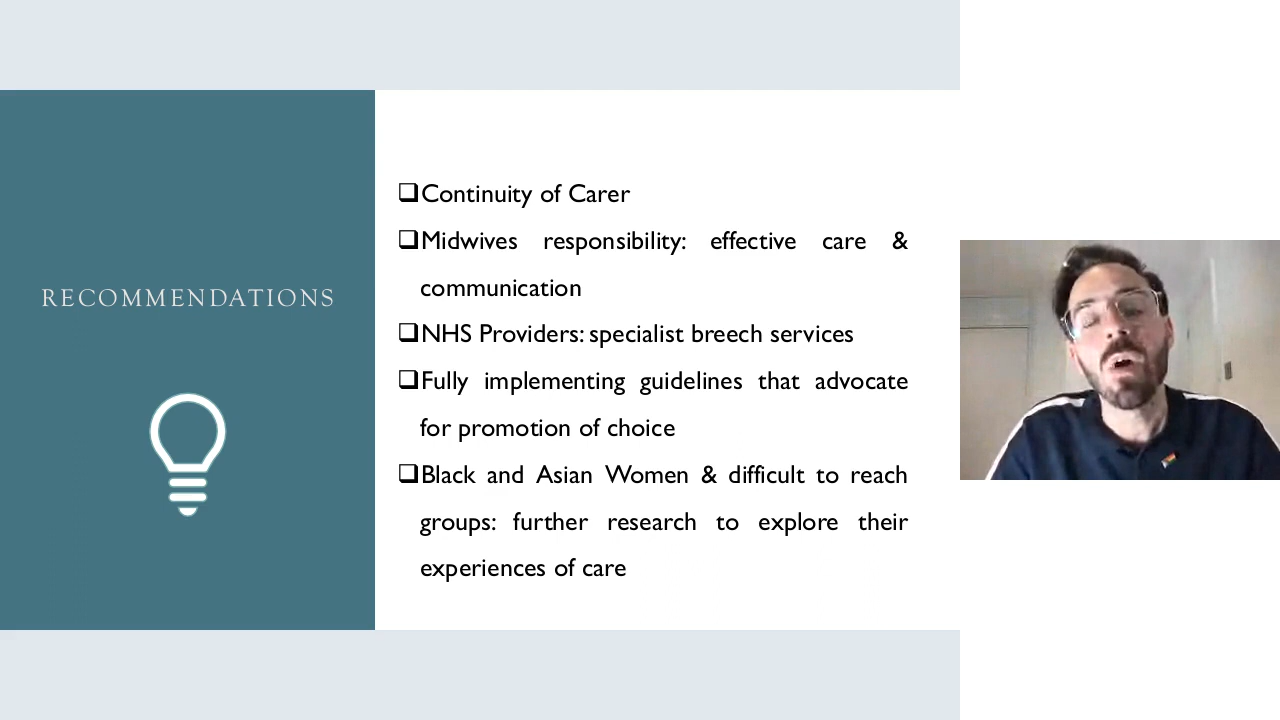 RECOMMENDATIONS
❑Continuity of Carer
❑Midwives responsibility: effective care &
communication
❑NHS Providers: specialist breech services
❑Fully implementing guidelines that advocate
for promotion of choice
❑Black and Asian Women & difficult to reach
groups: further research to explore their
experiences of care